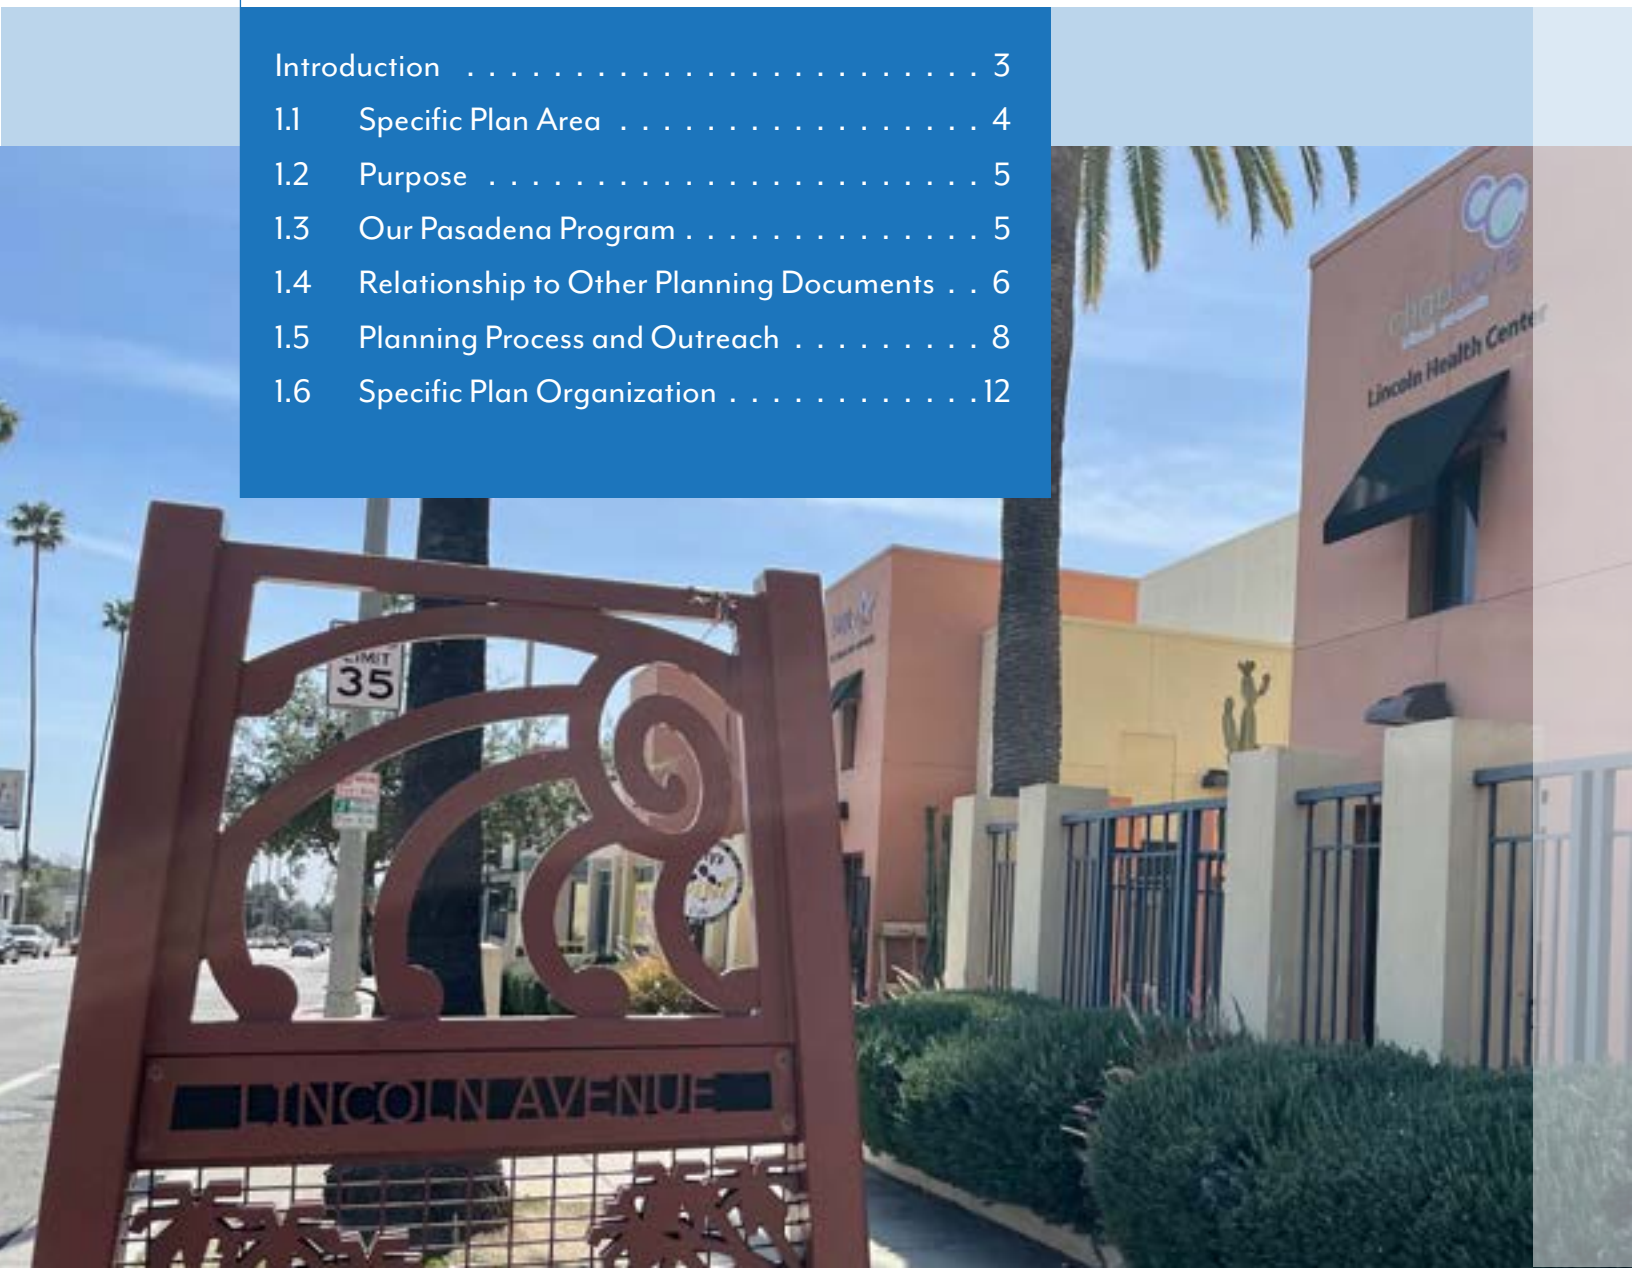 Introduction . . . . . . . . . . . . . . . . . . . . . . . . 3
1.1 Specific Plan Area . . . . . . . . . . . . . . . . . 4
1.2 Purpose . . . . . . . . . . . . . . . . . . . . . . . 5
1.3 Our Pasadena Program . . . . . . . . . . . . . . 5
1.4 Relationship to Other Planning Documents . . 6
1.5 Planning Process and Outreach . . . . . . . . . 8
1.6 Specific Plan Organization . . . . . . . . . . . . 12
chapcare
Lincoln Health Center
LIMIT
35
LINCOLN AVENUE